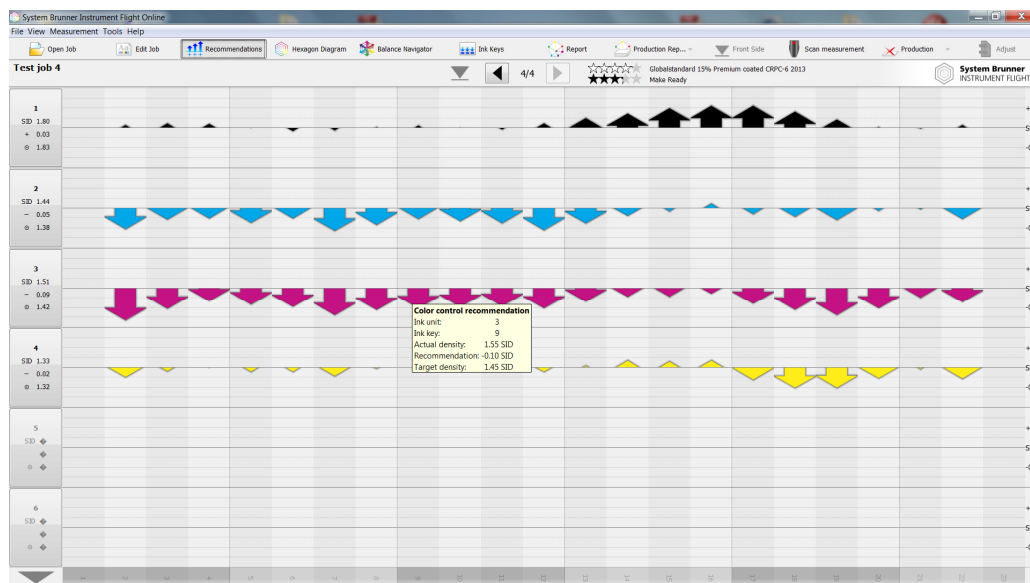 System Brunner Instrument Flight Online
File View Measurement Tools Help
Open Job Edit Job Recommendations Hexagon Diagram Balance Navigator Ink Keys Report Production Rep... Front Side Scan measurement Production Adjust
Test job 4
4/4
Globalstandard 15% Premium coated CRPC-6 2013
Make Ready
System Brunner
INSTRUMENT FLIGHT
1
SID 1.80
+ 0.03
⊙ 1.83
2
SID 1.44
− 0.05
⊙ 1.38
3
SID 1.51
− 0.09
⊙ 1.42
Color control recommendation
Ink unit: 3
Ink key: 9
Actual density: 1.55 SID
Recommendation: -0.10 SID
Target density: 1.45 SID
4
SID 1.33
− 0.02
⊙ 1.32
5
SID
6
SID